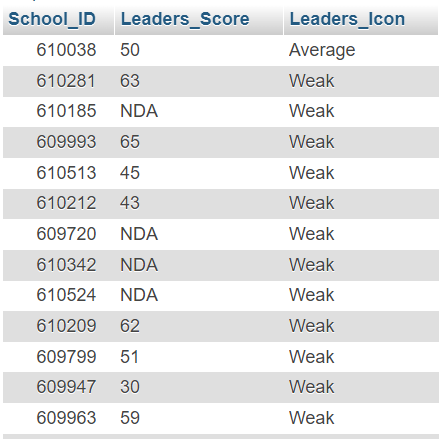 School_ID Leaders_Score Leaders_Icon
610038 50 Average
610281 63 Weak
610185 NDA Weak
609993 65 Weak
610513 45 Weak
610212 43 Weak
609720 NDA Weak
610342 NDA Weak
610524 NDA Weak
610209 62 Weak
609799 51 Weak
609947 30 Weak
609963 59 Weak